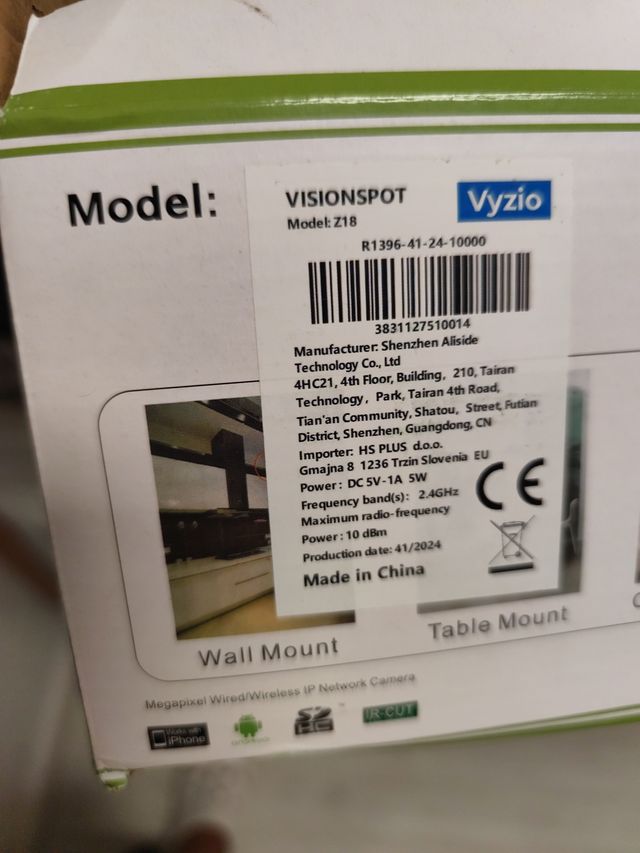 Model:
VISIONSPOT
Vyzio
Model: Z18
R1396-41-24-10000
3831127510014
Manufacturer: Shenzhen Aliside
Technology Co., Ltd
4HC21, 4th Floor, Building, 210, Tairan
Technology, Park, Tairan 4th Road,
Tian'an Community, Shatou, Street, Futian
District, Shenzhen, Guangdong, CN
Importer: HS PLUS d.o.o.
Gmajna 8 1236 Trzin Slovenia EU
Power: DC 5V-1A 5W
Frequency band(s): 2.4GHz
Maximum radio-frequency
Power: 10 dBm
Production date: 41/2024
Made in China
CE
Wall Mount
Table Mount
Megapixel Wired/Wireless IP Network Camera
Works with
iPhone
IR-CUT